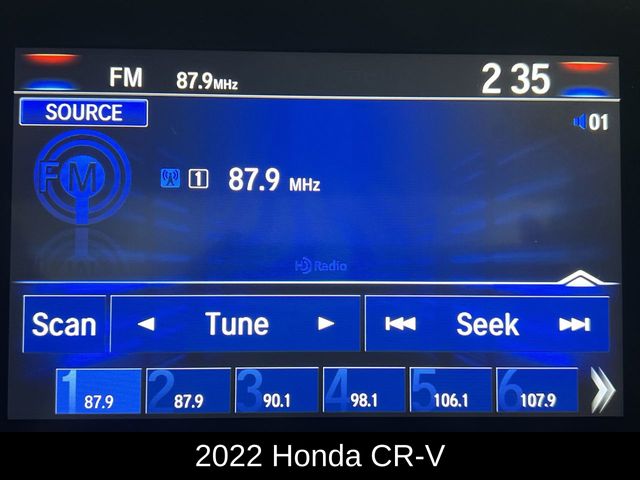 FM 87.9MHz 2 35
SOURCE
01
FM
1 87.9 MHz
HD Radio
Scan Tune Seek
1 87.9 2 87.9 3 90.1 4 98.1 5 106.1 6 107.9
2022 Honda CR-V